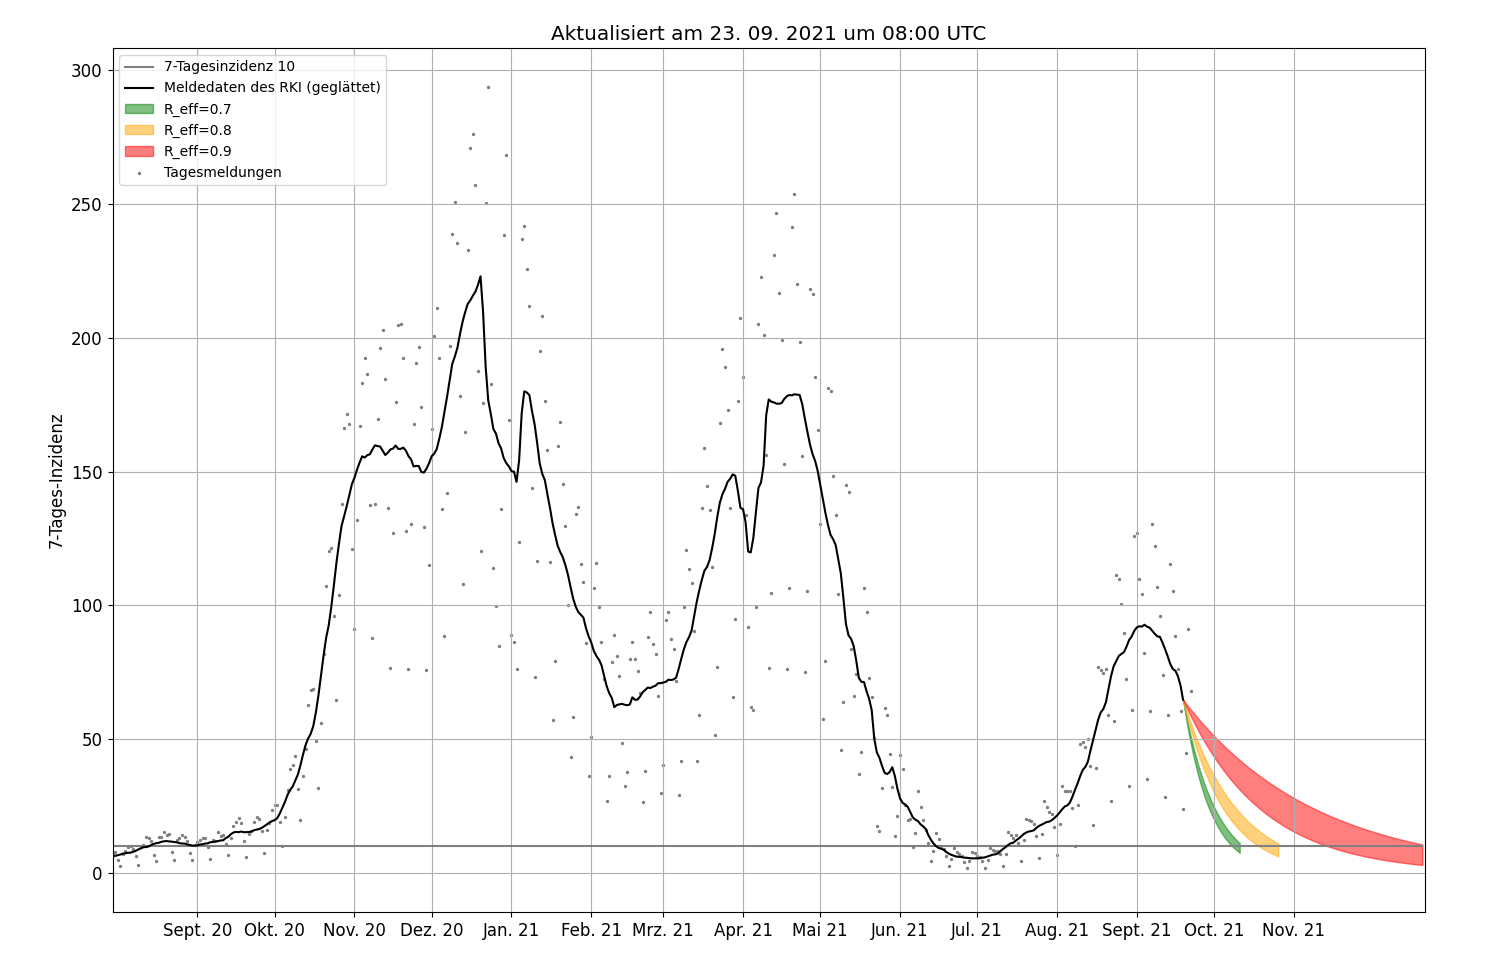 Aktualisiert am 23. 09. 2021 um 08:00 UTC
7-Tagesinzidenz 10
Meldedaten des RKI (geglättet)
R_eff=0.7
R_eff=0.8
R_eff=0.9
Tagesmeldungen
7-Tages-Inzidenz
300
250
200
150
100
50
0
Sept. 20 Okt. 20 Nov. 20 Dez. 20 Jan. 21 Feb. 21 Mrz. 21 Apr. 21 Mai 21 Jun. 21 Jul. 21 Aug. 21 Sept. 21 Oct. 21 Nov. 21